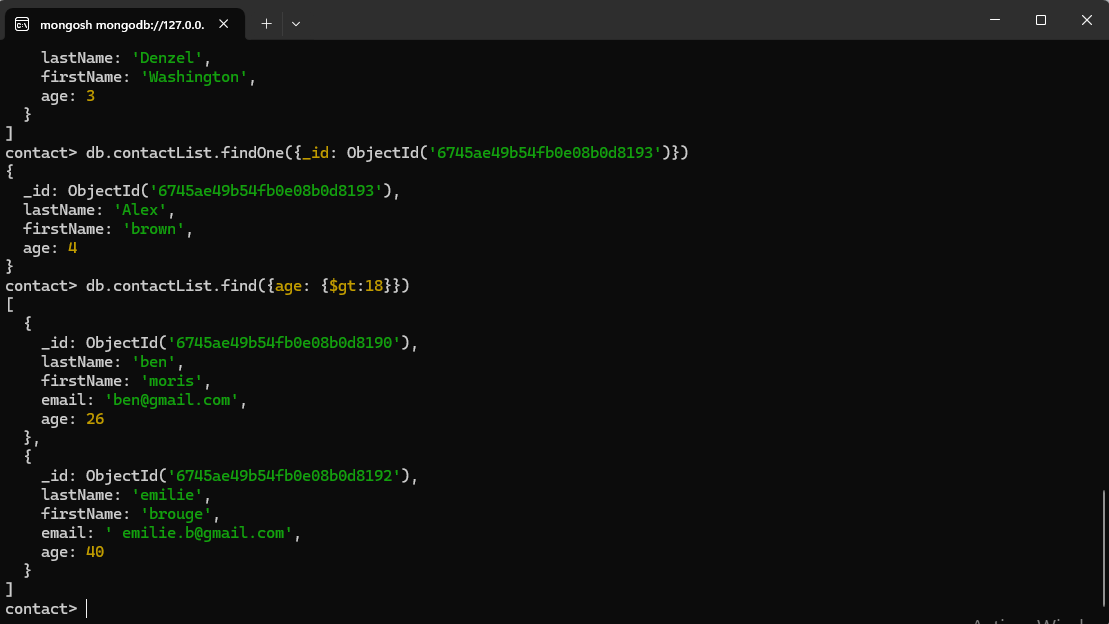 mongosh mongodb://127.0.0.
    lastName: 'Denzel',
    firstName: 'Washington',
    age: 3
  }
]
contact> db.contactList.findOne({_id: ObjectId('6745ae49b54fb0e08b0d8193')})
{
  _id: ObjectId('6745ae49b54fb0e08b0d8193'),
  lastName: 'Alex',
  firstName: 'brown',
  age: 4
}
contact> db.contactList.find({age: {$gt:18}})
[
  {
    _id: ObjectId('6745ae49b54fb0e08b0d8190'),
    lastName: 'ben',
    firstName: 'moris',
    email: 'ben@gmail.com',
    age: 26
  },
  {
    _id: ObjectId('6745ae49b54fb0e08b0d8192'),
    lastName: 'emilie',
    firstName: 'brouge',
    email: ' emilie.b@gmail.com',
    age: 40
  }
]
contact>